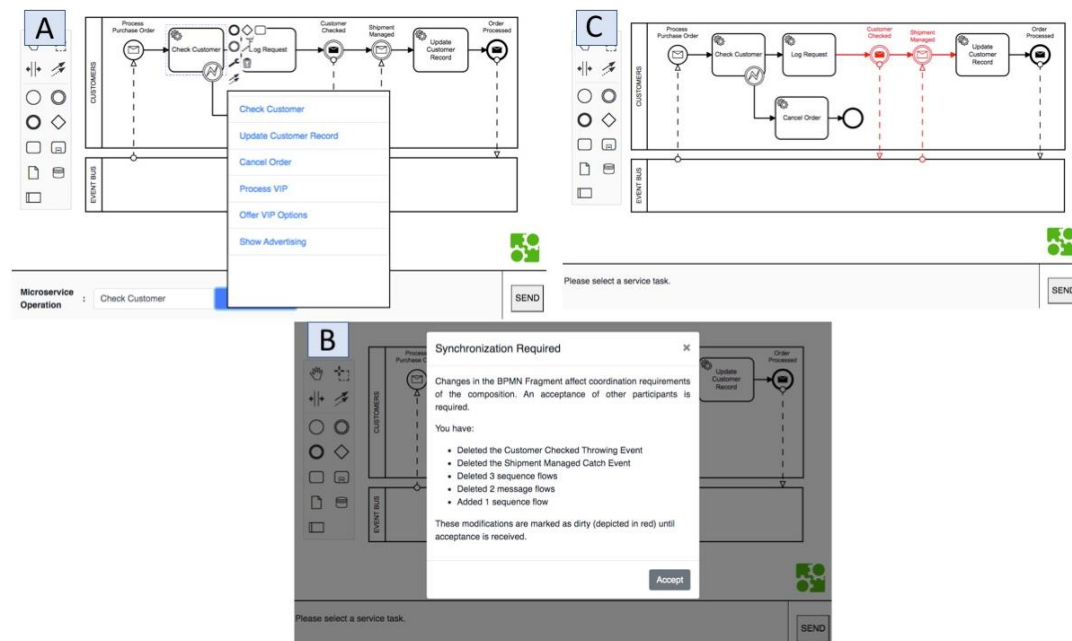 A
Process
Purchase Order
Check Customer
Log Request
Customer
Checked
Shipment
Managed
Update
Customer
Record
Order
Processed
CUSTOMERS
EVENT BUS
Check Customer
Update Customer Record
Cancel Order
Process VIP
Offer VIP Options
Show Advertising
Microservice
Operation
:
Check Customer
SEND
C
Process
Purchase Order
Check Customer
Log Request
Customer
Checked
Shipment
Managed
Update
Customer
Record
Order
Processed
Cancel Order
CUSTOMERS
EVENT BUS
Please select a service task.
SEND
B
Process
Purchase O
Synchronization Required
×
Changes in the BPMN Fragment affect coordination requirements
of the composition. An acceptance of other participants is
required.
You have:
• Deleted the Customer Checked Throwing Event
• Deleted the Shipment Managed Catch Event
• Deleted 3 sequence flows
• Deleted 2 message flows
• Added 1 sequence flow
These modifications are marked as dirty (depicted in red) until
acceptance is received.
Accept
Update
Customer
Record
Order
Processed
CUSTOMERS
EVENT BUS
Please select a service task.
SEND